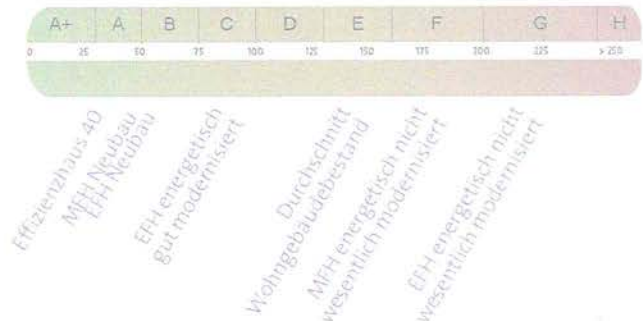 A+ A B C D E F G H
0 25 50 75 100 125 150 175 200 225 > 250
Effizienzhaus 40
MFH Neubau
EFH Neubau
EFH energetisch
gut modernisiert
Durchschnitt
Wohngebäudebestand
MFH energetisch nicht
wesentlich modernisiert
EFH energetisch nicht
wesentlich modernisiert